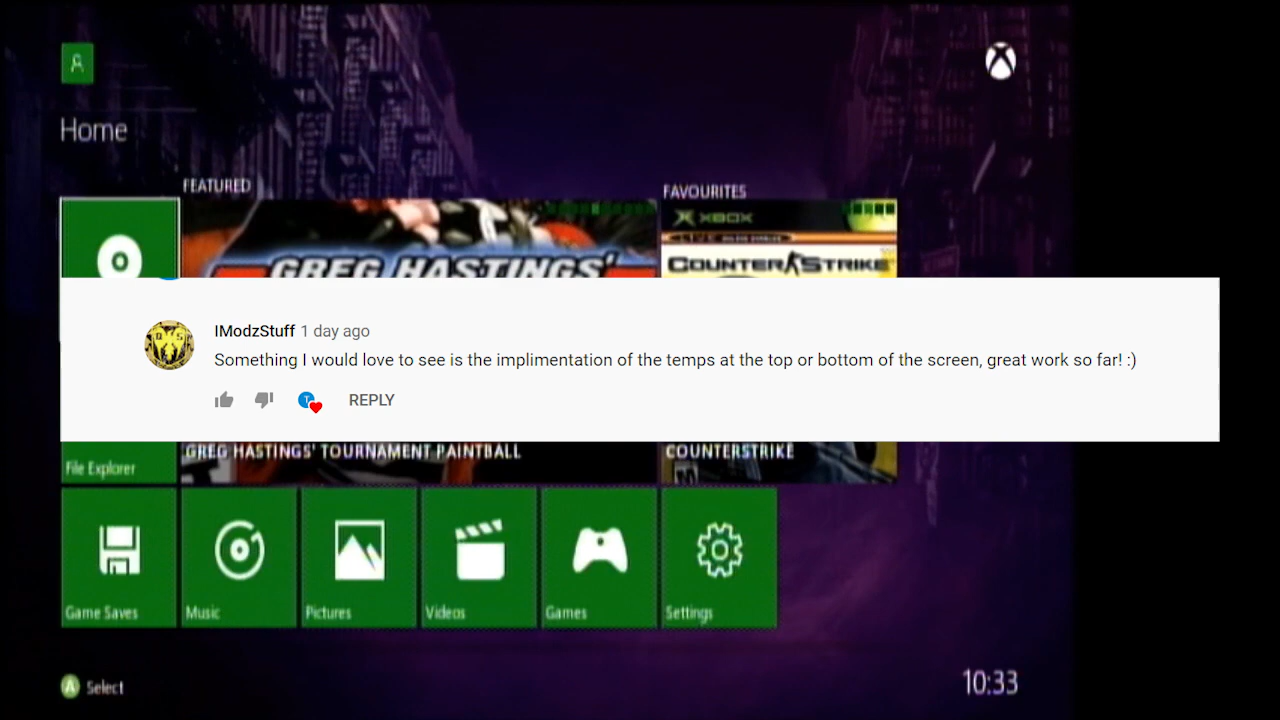 Home
FEATURED
FAVOURITES
XBOX
GREG HASTINGS'
COUNTER STRIKE
IModzStuff 1 day ago
Something I would love to see is the implimentation of the temps at the top or bottom of the screen, great work so far! :)
T
REPLY
GREG HASTINGS' TOURNAMENT PAINTBALL
COUNTERSTRIKE
File Explorer
M
Game Saves
Music
Pictures
Videos
Games
Settings
A Select
10:33